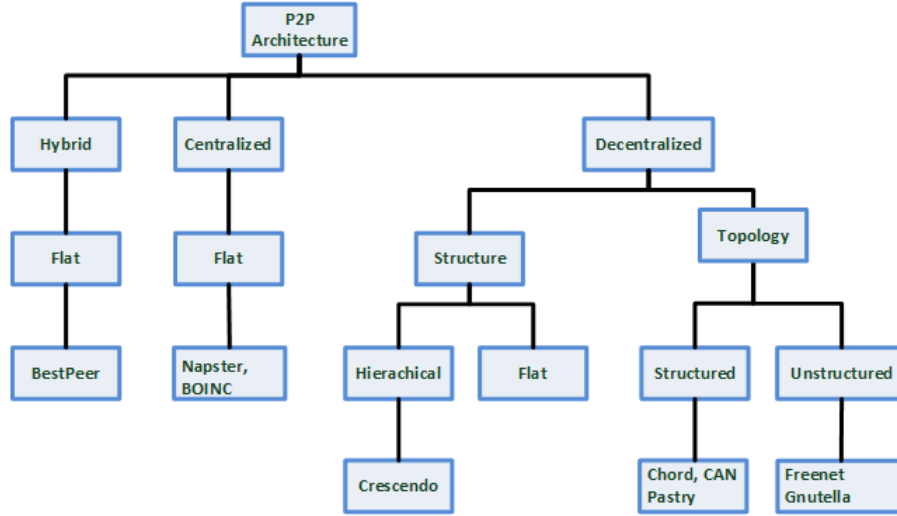 P2P
Architecture
Hybrid
Centralized
Decentralized
Flat
Flat
Structure
Topology
BestPeer
Napster,
BOINC
Hierachical
Flat
Structured
Unstructured
Crescendo
Chord, CAN
Pastry
Freenet
Gnutella